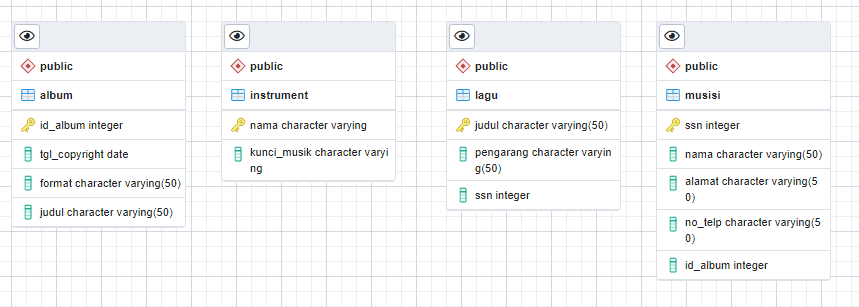 public
album
id_album integer
tgl_copyright date
format character varying(50)
judul character varying(50)
public
instrument
nama character varying
kunci_musik character varyi
ng
public
lagu
judul character varying(50)
pengarang character varyin
g(50)
ssn integer
public
musisi
ssn integer
nama character varying(50)
alamat character varying(5
0)
no_telp character varying(5
0)
id_album integer